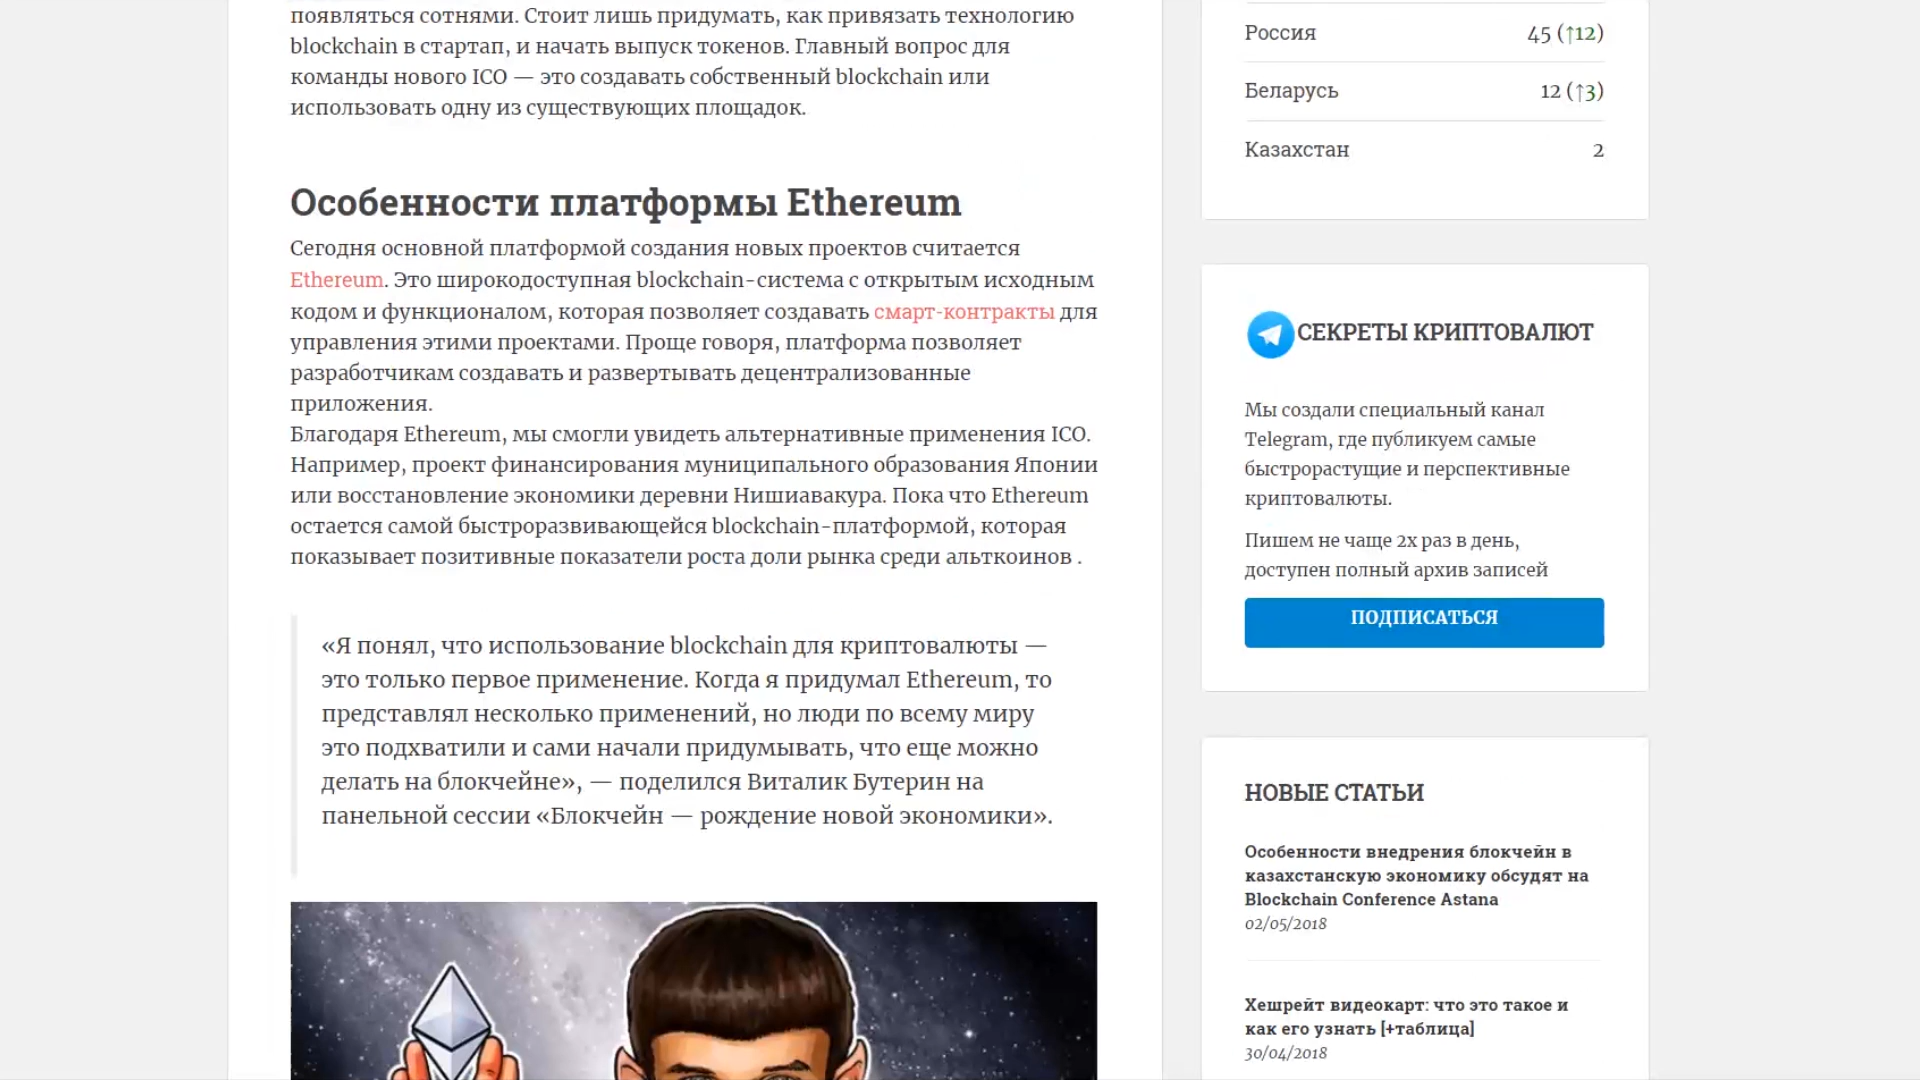 появляться сотнями. Стоит лишь придумать, как привязать технологию
blockchain в стартап, и начать выпуск токенов. Главный вопрос для
команды нового ICO — это создавать собственный blockchain или
использовать одну из существующих площадок.
Особенности платформы Ethereum
Сегодня основной платформой создания новых проектов считается
Ethereum. Это широкодоступная blockchain-система с открытым исходным
кодом и функционалом, которая позволяет создавать смарт-контракты для
управления этими проектами. Проще говоря, платформа позволяет
разработчикам создавать и развертывать децентрализованные
приложения.
Благодаря Ethereum, мы смогли увидеть альтернативные применения ICO.
Например, проект финансирования муниципального образования Японии
или восстановление экономики деревни Нишиавакура. Пока что Ethereum
остается самой быстроразвивающейся blockchain-платформой, которая
показывает позитивные показатели роста доли рынка среди альткоинов .
«Я понял, что использование blockchain для криптовалюты —
это только первое применение. Когда я придумал Ethereum, то
представлял несколько применений, но люди по всему миру
это подхватили и сами начали придумывать, что еще можно
делать на блокчейне», — поделился Виталик Бутерин на
панельной сессии «Блокчейн — рождение новой экономики».
Россия 45 (↑12)
Беларусь 12 (↑3)
Казахстан 2
СЕКРЕТЫ КРИПТОВАЛЮТ
Мы создали специальный канал
Telegram, где публикуем самые
быстрорастущие и перспективные
криптовалюты.
Пишем не чаще 2х раз в день,
доступен полный архив записей
ПОДПИСАТЬСЯ
НОВЫЕ СТАТЬИ
Особенности внедрения блокчейн в
казахстанскую экономику обсудят на
Blockchain Conference Astana
02/05/2018
Хешрейт видеокарт: что это такое и
как его узнать [+таблица]
30/04/2018